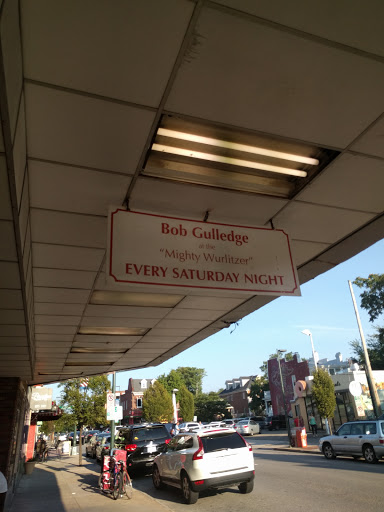 Bob Gulledge
at the
"Mighty Wurlitzer"
EVERY SATURDAY NIGHT